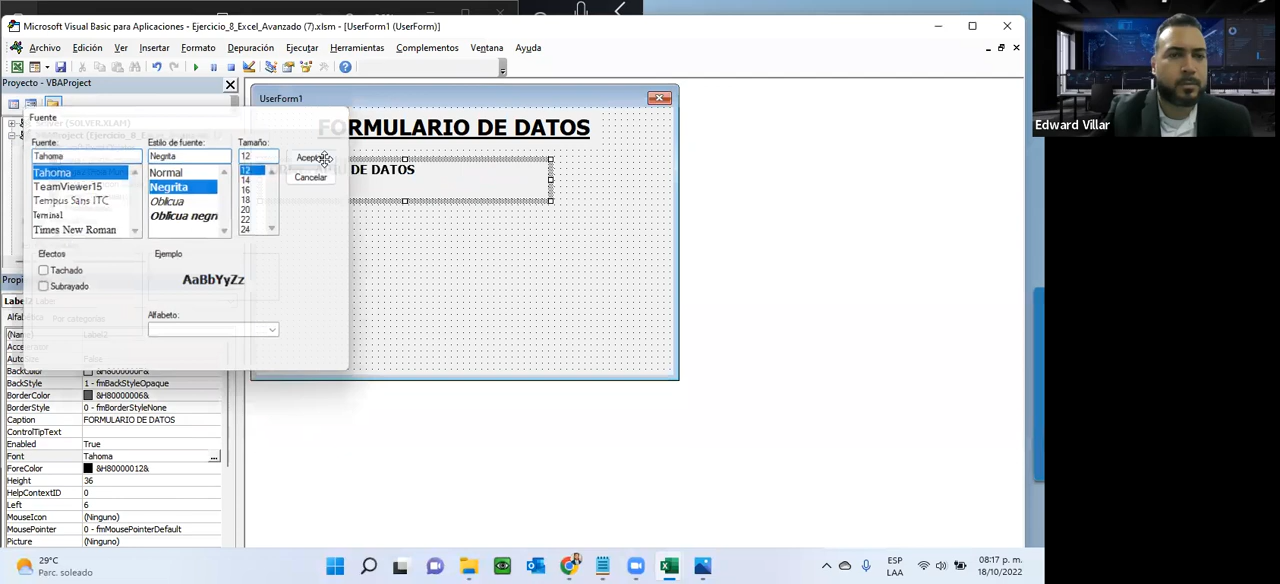 Microsoft Visual Basic para Aplicaciones - Ejercicio_8_Excel_Avanzado (7).xlsm - [UserForm1 (UserForm)]
Archivo Edición Ver Insertar Formato Depuración Ejecutar Herramientas Complementos Ventana Ayuda
Proyecto - VBAProject
UserForm1
FORMULARIO DE DATOS
DE DATOS
Fuente
Fuente: Estilo de fuente: Tamaño:
Tahoma Negrita 12
Tahoma Normal 12
TeamViewer15 Negrita 14
Tempus Sans ITC Oblicua 16
Terminal Oblicua negri 18
Times New Roman 20
22
24
Cancelar
Efectos Ejemplo
Tachado
Subrayado
AaBbYyZz
Alfabeto:
Label2
Por categorías
BackColor &H8000000F&
BackStyle 1 - fmBackStyleOpaque
BorderColor &H80000006&
BorderStyle 0 - fmBorderStyleNone
Caption FORMULARIO DE DATOS
ControlTipText
Enabled True
Font Tahoma ...
ForeColor &H80000012&
Height 36
HelpContextID 0
Left 6
MouseIcon (Ninguno)
MousePointer 0 - fmMousePointerDefault
Picture (Ninguno)
Edward Villar
29°C
Parc. soleado
ESP
LAA
08:17 p. m.
18/10/2022